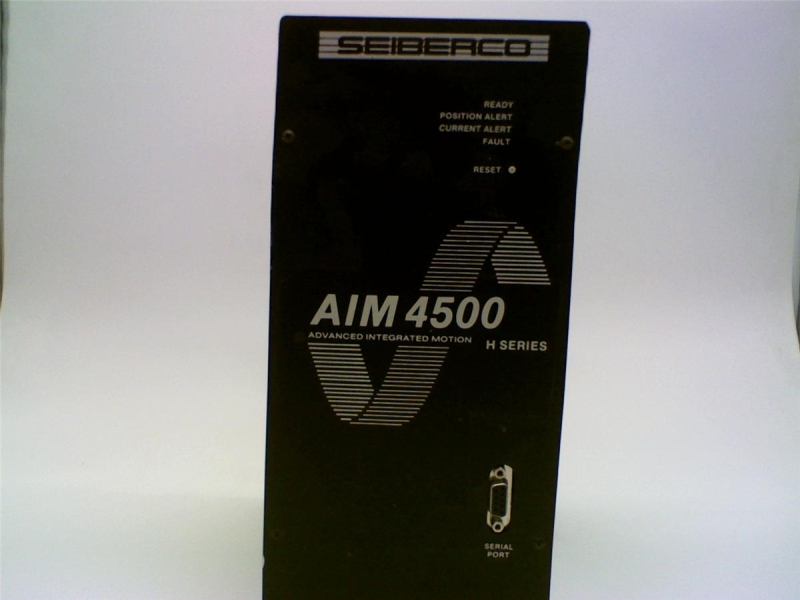 SEIBERCO
READY
POSITION ALERT
CURRENT ALERT
FAULT
RESET
AIM 4500
ADVANCED INTEGRATED MOTION
H SERIES
SERIAL
PORT